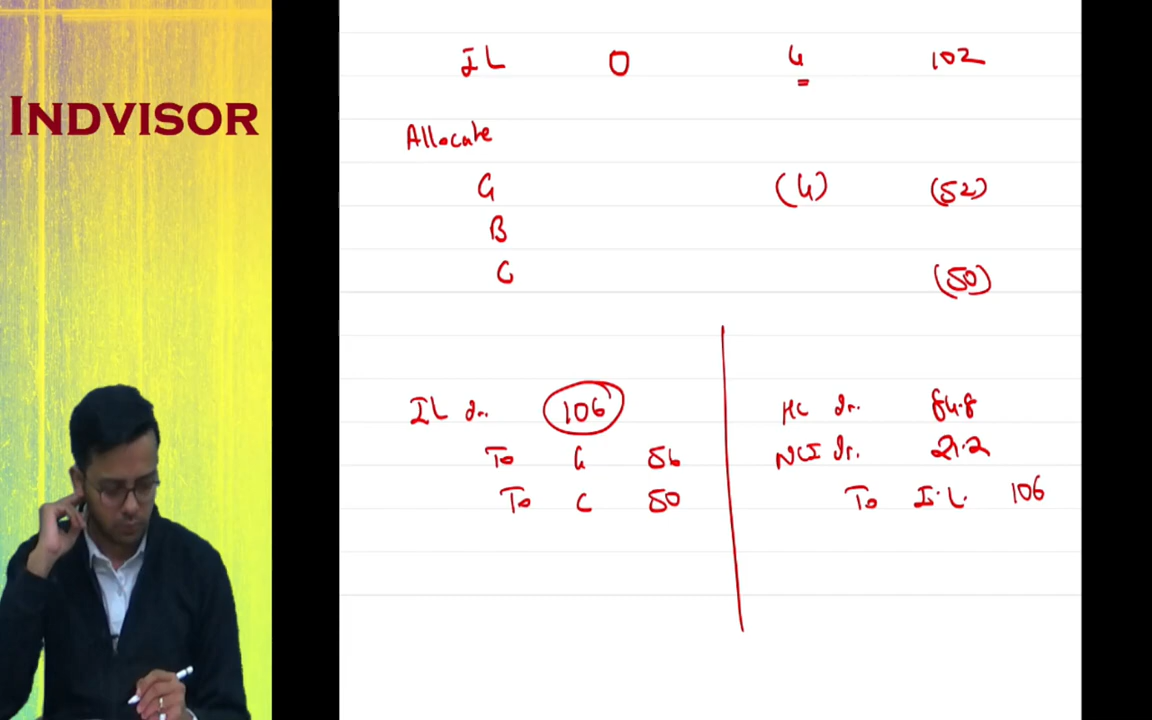 INDVISOR
IL 0 4 102
Allocate
G (4) (52)
B
C (50)
IL dr. 106
To G 56
To C 50
HC dr. 84.8
NCI dr. 21.2
To I.L. 106